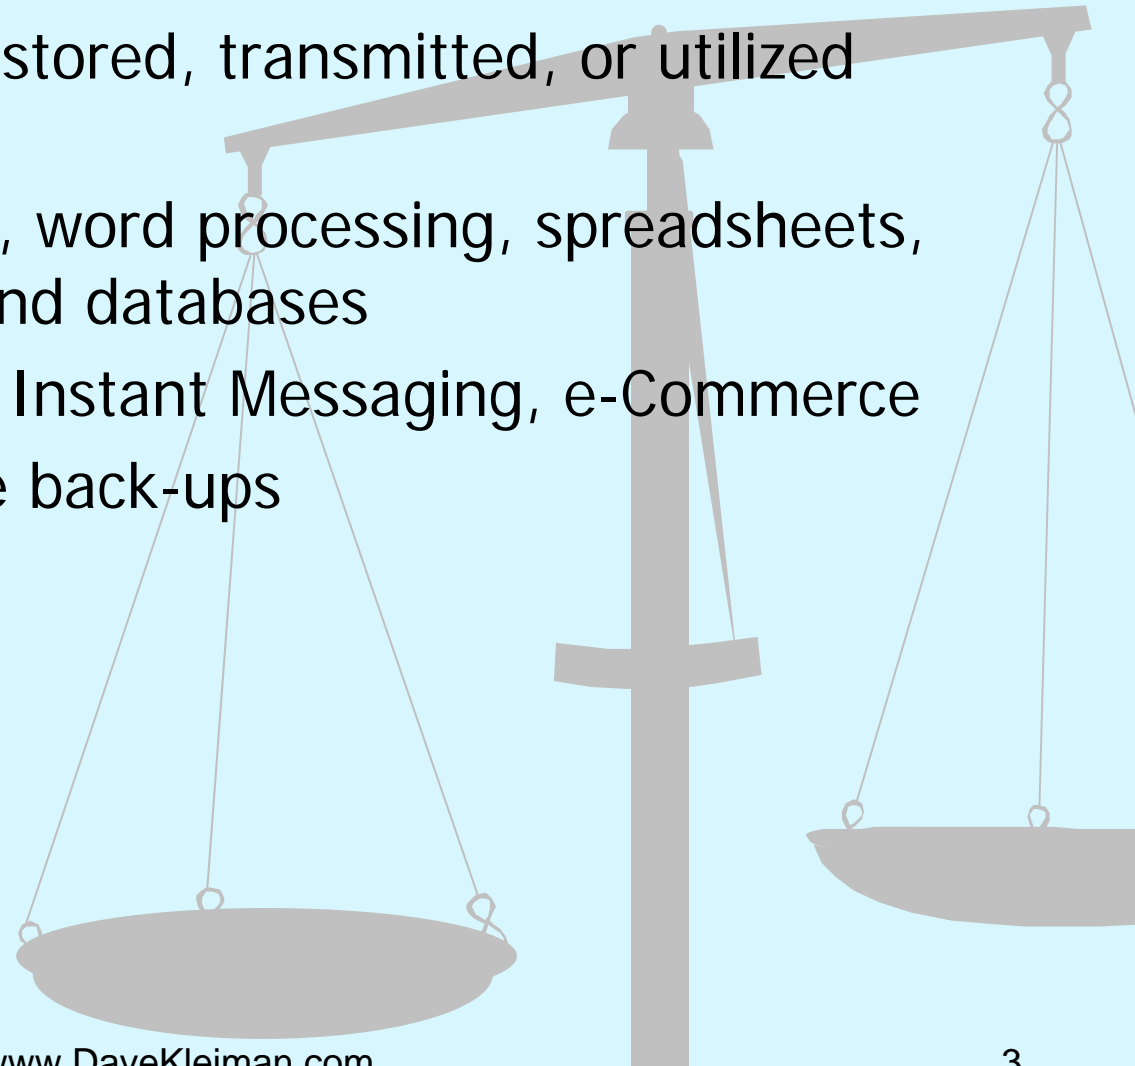 stored, transmitted, or utilized
, word processing, spreadsheets,
nd databases
Instant Messaging, e-Commerce
e back-ups
www.DaveKleiman.com
3